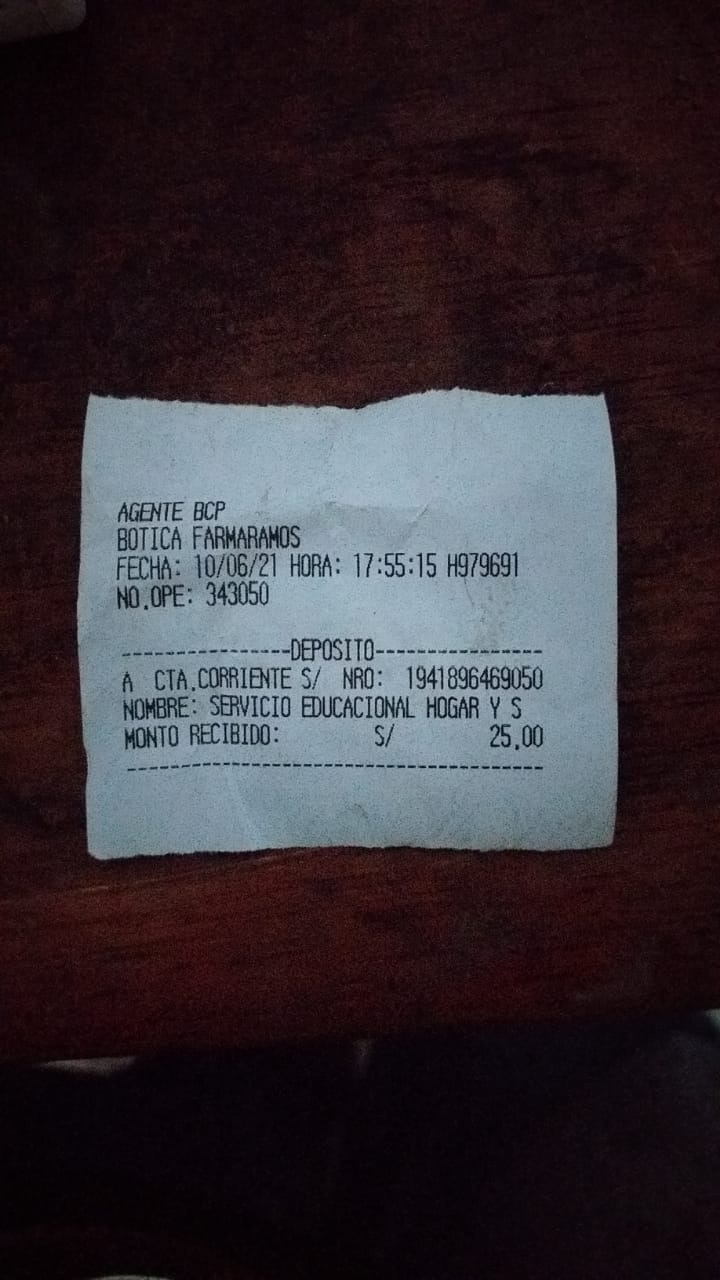 AGENTE BCP
BOTICA FARMARAMOS
FECHA: 10/06/21 HORA: 17:55:15 H979691
NO.OPE: 343050
------------------DEPOSITO------------------
A CTA.CORRIENTE S/ NRO: 1941896469050
NOMBRE: SERVICIO EDUCACIONAL HOGAR Y S
MONTO RECIBIDO: S/ 25.00
--------------------------------------------